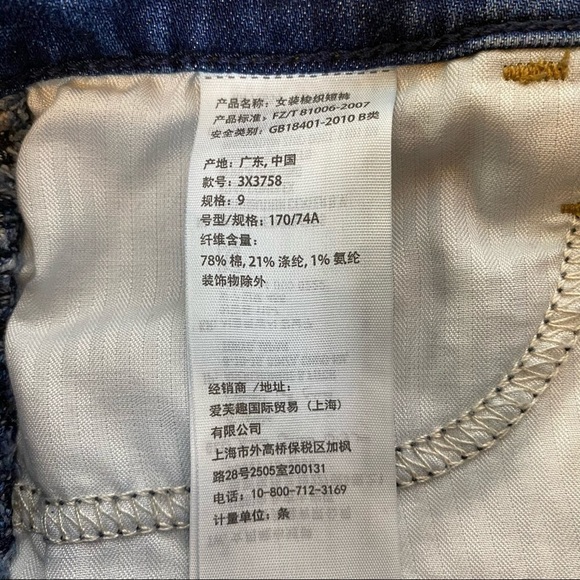 产品名称：女装梭织短裤
产品标准：FZ/T 81006-2007
安全类别：GB18401-2010 B类
产地：广东, 中国
款号：3X3758
规格：9
号型/规格：170/74A
纤维含量：
78% 棉, 21% 涤纶, 1% 氨纶
装饰物除外
经销商 /地址：
爱芙趣国际贸易（上海）
有限公司
上海市外高桥保税区加枫
路28号2505室200131
电话：10-800-712-3169
计量单位：条